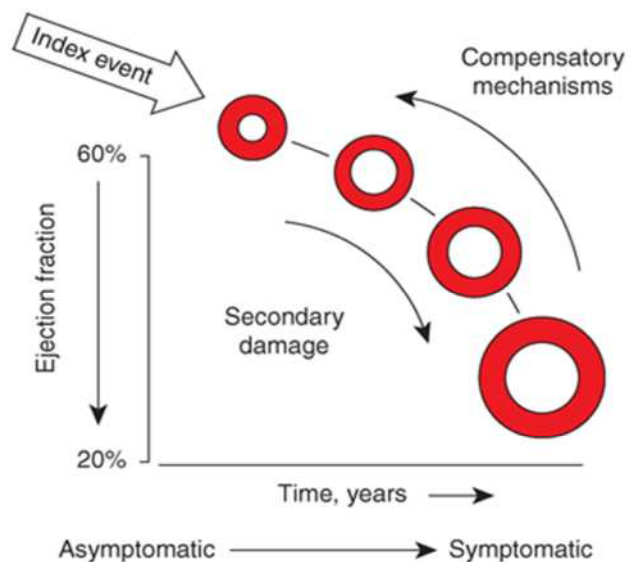 Index event
Compensatory
mechanisms
60%
Ejection fraction
Secondary
damage
20%
Time, years
Asymptomatic
Symptomatic